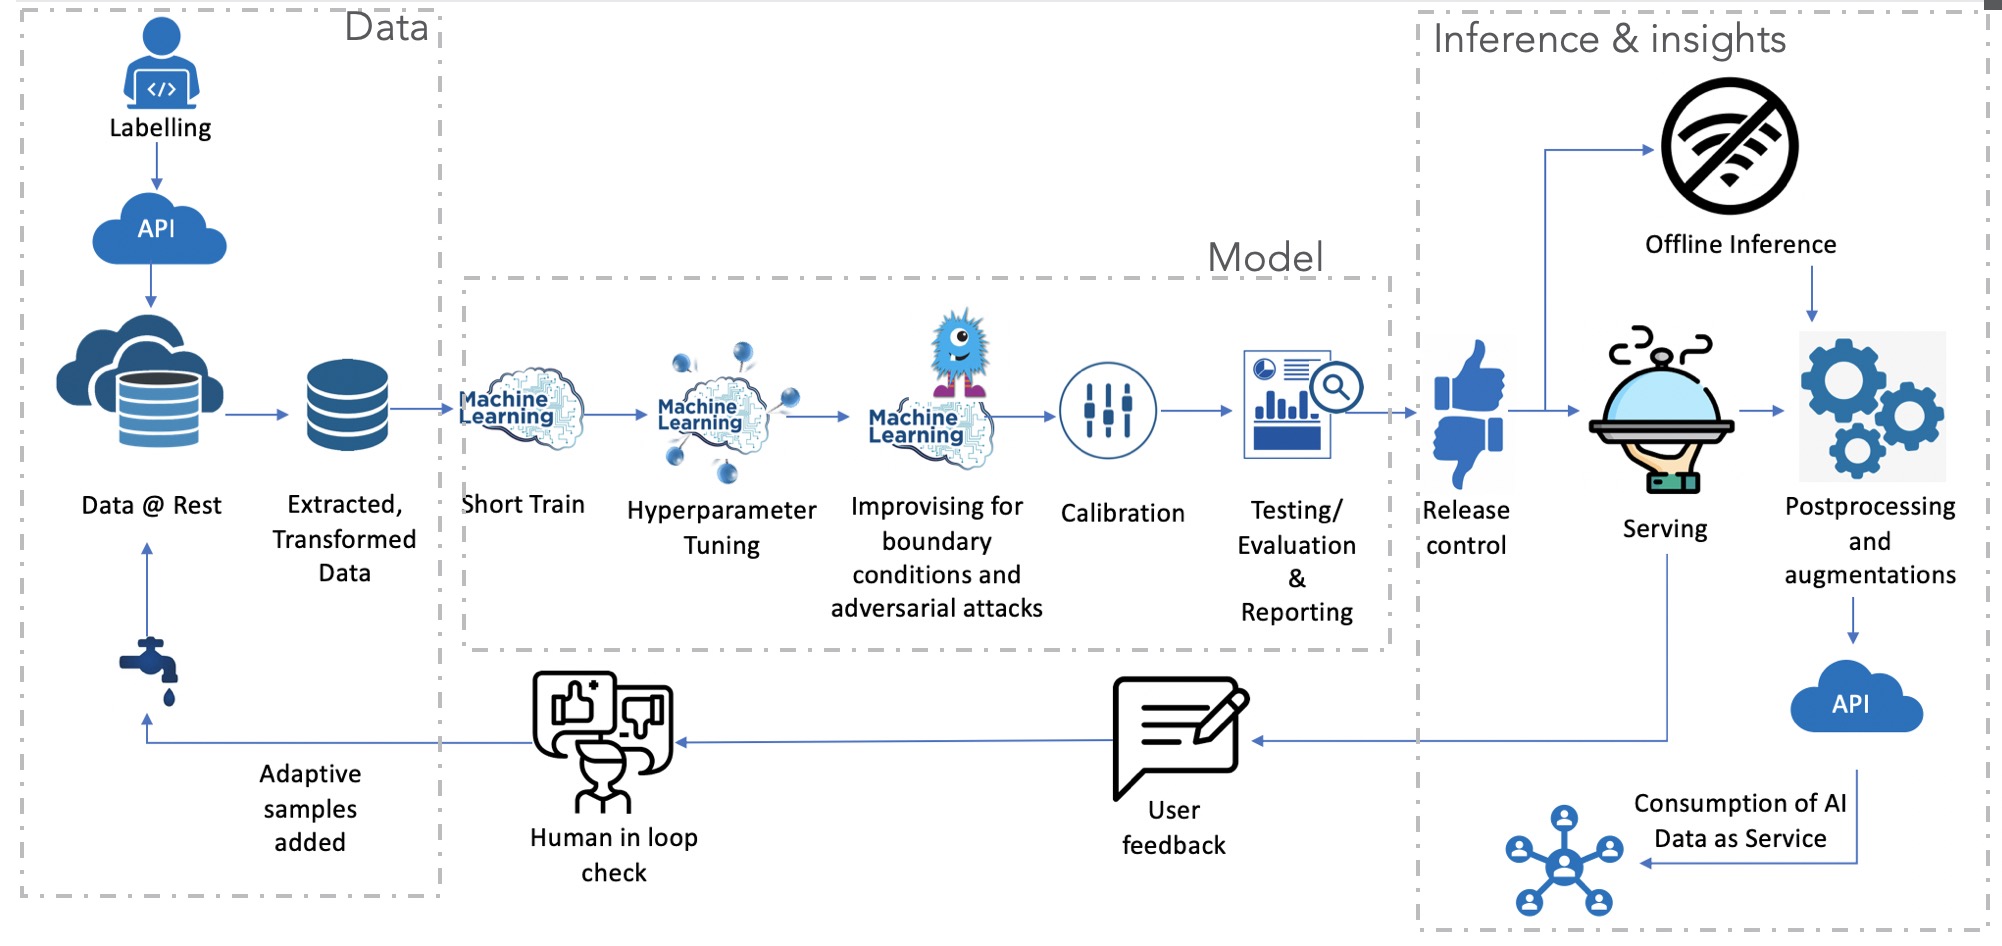 Data
Labelling
</>
API
Data @ Rest
Extracted,
Transformed
Data
Adaptive
samples
added
Model
Machine
Learning
Short Train
Machine
Learning
Hyperparameter
Tuning
Machine
Learning
Improvising for
boundary
conditions and
adversarial attacks
Calibration
Testing/
Evaluation
&
Reporting
Human in loop
check
User
feedback
Inference & insights
Offline Inference
Release
control
Serving
Postprocessing
and
augmentations
API
Consumption of AI
Data as Service